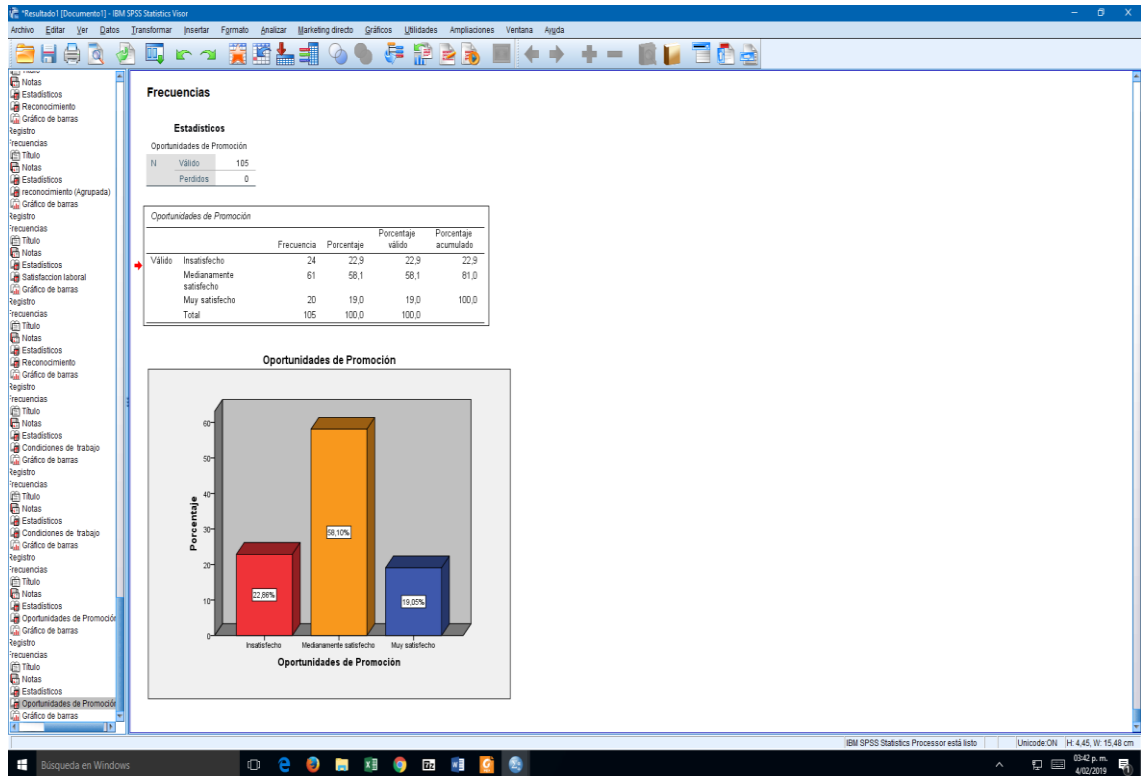 *Resultado1 [Documento1] - IBM SPSS Statistics Visor
Archivo Editar Ver Datos Transformar Insertar Formato Analizar Marketing directo Gráficos Utilidades Ampliaciones Ventana Ayuda
Notas
Estadísticos
Reconocimiento
Gráfico de barras
Registro
Frecuencias
Título
Notas
Estadísticos
reconocimiento (Agrupada)
Gráfico de barras
Registro
Frecuencias
Título
Notas
Estadísticos
Satisfaccion laboral
Gráfico de barras
Registro
Frecuencias
Título
Notas
Estadísticos
Reconocimiento
Gráfico de barras
Registro
Frecuencias
Título
Notas
Estadísticos
Condiciones de trabajo
Gráfico de barras
Registro
Frecuencias
Título
Notas
Estadísticos
Condiciones de trabajo
Gráfico de barras
Registro
Frecuencias
Título
Notas
Estadísticos
Oportunidades de Promoción
Gráfico de barras
Registro
Frecuencias
Título
Notas
Estadísticos
Oportunidades de Promoción
Gráfico de barras
Frecuencias
Estadísticos
Oportunidades de Promoción
N Válido 105
Perdidos 0
Oportunidades de Promoción
Frecuencia Porcentaje Porcentaje válido Porcentaje acumulado
Válido Insatisfecho 24 22,9 22,9 22,9
Medianamente satisfecho 61 58,1 58,1 81,0
Muy satisfecho 20 19,0 19,0 100,0
Total 105 100,0 100,0
Oportunidades de Promoción
Porcentaje
60
50
40
30
20
10
0
22,86%
58,10%
19,05%
Insatisfecho Medianamente satisfecho Muy satisfecho
Oportunidades de Promoción
IBM SPSS Statistics Processor está listo Unicode:ON H: 4,45, W: 15,48 cm
Búsqueda en Windows
03:42 p. m.
4/02/2019